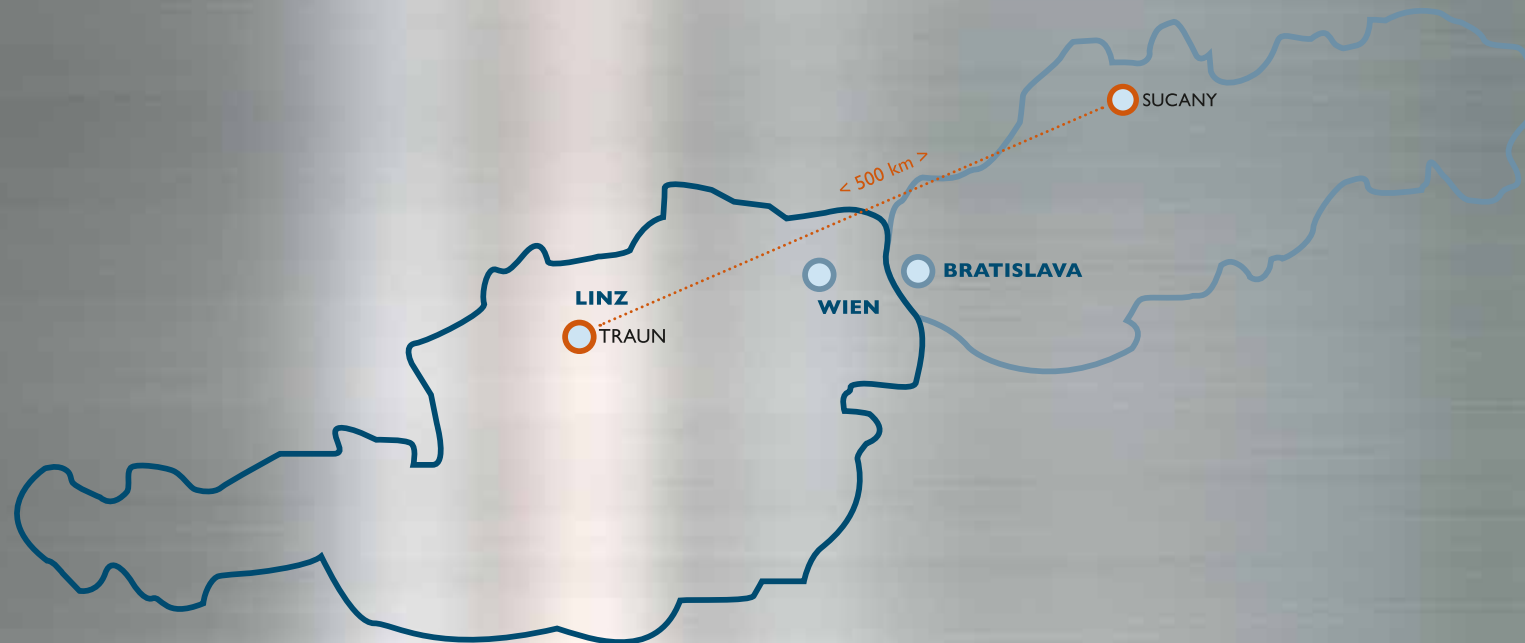 SUCANY
< 500 km >
BRATISLAVA
LINZ
WIEN
TRAUN